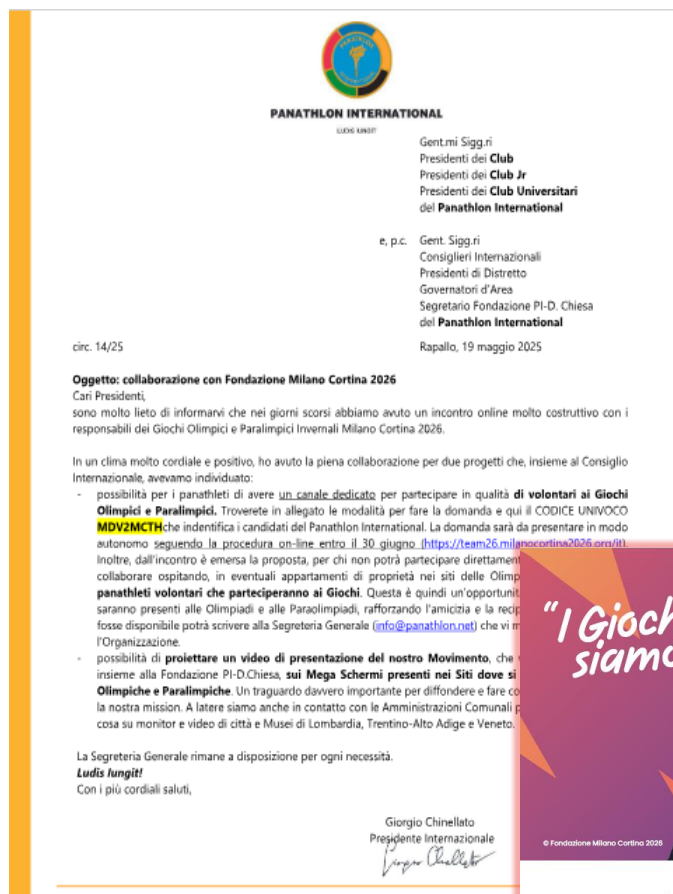 PANATHLON
INTERNATIONAL
PANATHLON INTERNATIONAL
LUDIS IUNGIT
Gent.mi Sigg.ri
Presidenti dei Club
Presidenti dei Club Jr
Presidenti dei Club Universitari
del Panathlon International
e, p.c. Gent. Sigg.ri
Consiglieri Internazionali
Presidenti di Distretto
Governatori d'Area
Segretario Fondazione PI-D. Chiesa
del Panathlon International
circ. 14/25 Rapallo, 19 maggio 2025
Oggetto: collaborazione con Fondazione Milano Cortina 2026
Cari Presidenti,
sono molto lieto di informarvi che nei giorni scorsi abbiamo avuto un incontro online molto costruttivo con i
responsabili dei Giochi Olimpici e Paralimpici Invernali Milano Cortina 2026.
In un clima molto cordiale e positivo, ho avuto la piena collaborazione per due progetti che, insieme al Consiglio
Internazionale, avevamo individuato:
- possibilità per i panathleti di avere un canale dedicato per partecipare in qualità di volontari ai Giochi
Olimpici e Paralimpici. Troverete in allegato le modalità per fare la domanda e qui il CODICE UNIVOCO
MDV2MCTHche indentifica i candidati del Panathlon International. La domanda sarà da presentare in modo
autonomo seguendo la procedura on-line entro il 30 giugno (https://team26.milanocortina2026.org/it).
Inoltre, dall'incontro è emersa la proposta, per chi non potrà partecipare direttament
collaborare ospitando, in eventuali appartamenti di proprietà nei siti delle Olimp
panathleti volontari che parteciperanno ai Giochi. Questa è quindi un'opportunit
saranno presenti alle Olimpiadi e alle Paraolimpiadi, rafforzando l'amicizia e la recip
fosse disponibile potrà scrivere alla Segreteria Generale (info@panathlon.net) che vi m
l'Organizzazione.
- possibilità di proiettare un video di presentazione del nostro Movimento, che
insieme alla Fondazione PI-D.Chiesa, sui Mega Schermi presenti nei Siti dove si
Olimpiche e Paralimpiche. Un traguardo davvero importante per diffondere e fare co
la nostra mission. A latere siamo anche in contatto con le Amministrazioni Comunali p
cosa su monitor e video di città e Musei di Lombardia, Trentino-Alto Adige e Veneto.
La Segreteria Generale rimane a disposizione per ogni necessità.
Ludis Iungit!
Con i più cordiali saluti,
Giorgio Chinellato
Presidente Internazionale
"I Gioch
siamo
© Fondazione Milano Cortina 2026